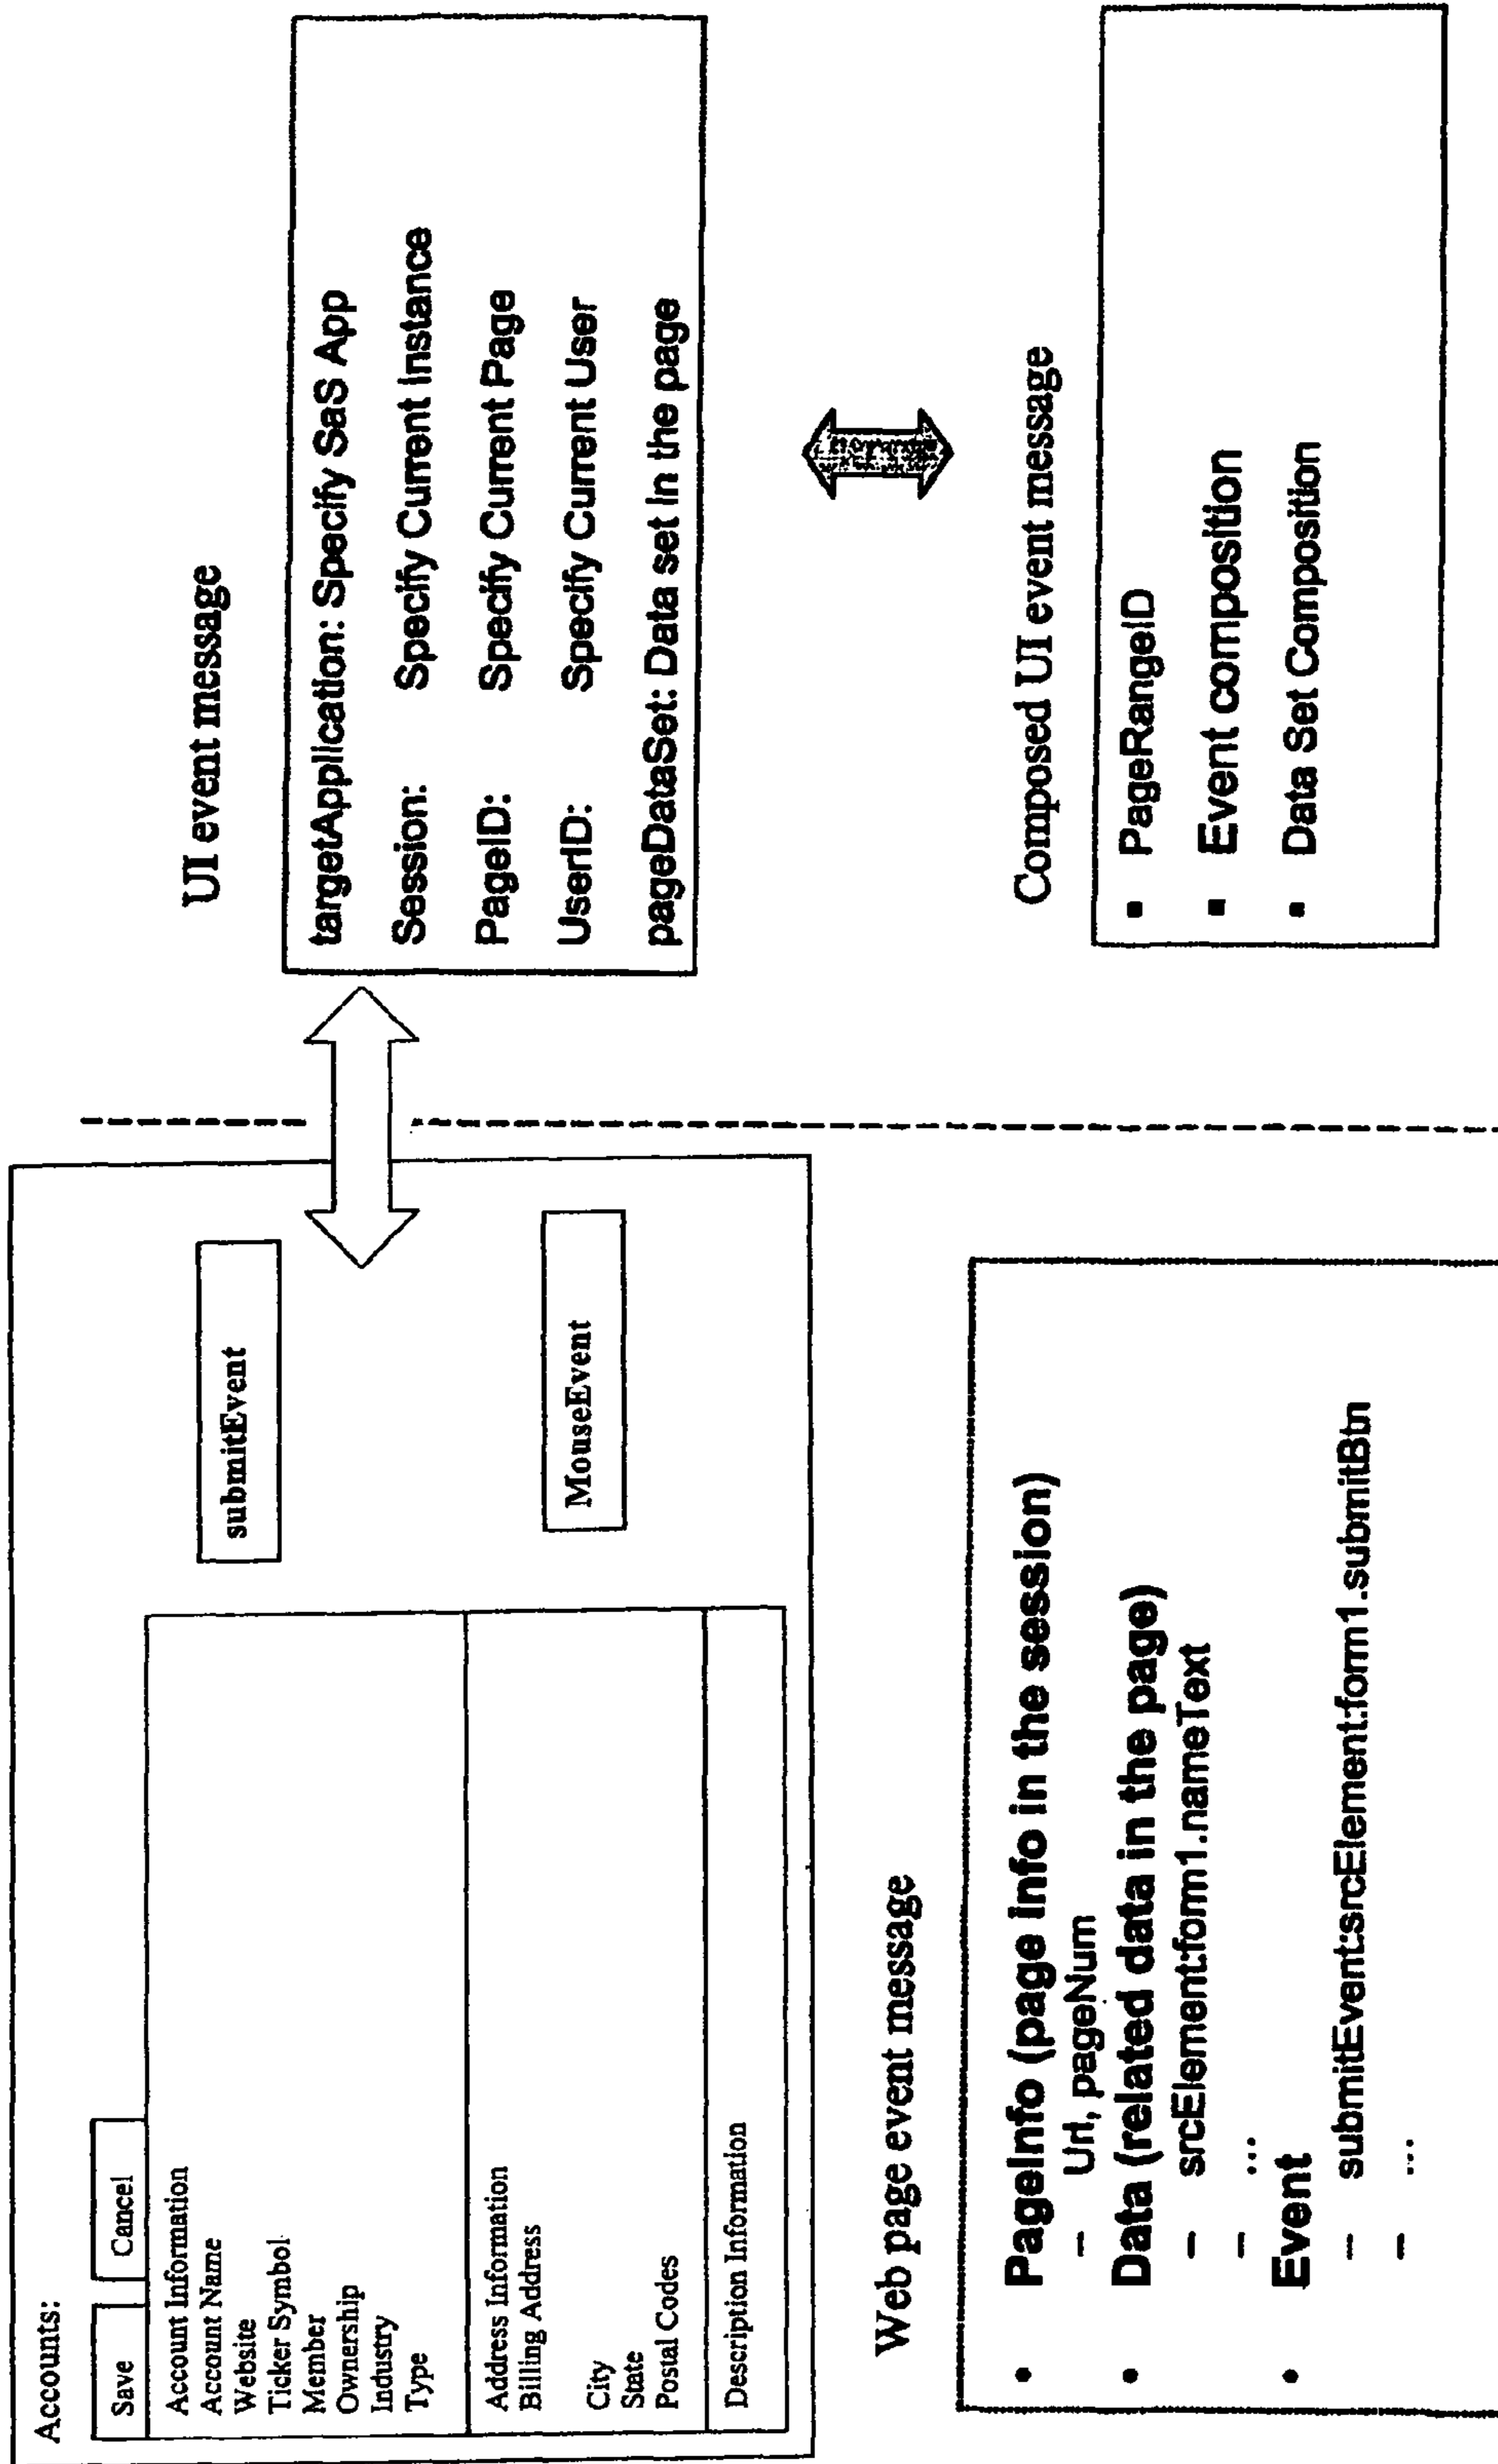 Accounts:
Save
Cancel
Account Information
Account Name
Website
Ticker Symbol
Member
Ownership
Industry
Type
Address Information
Billing Address
City
State
Postal Codes
Description Information
submitEvent
MouseEvent
Web page event message
• PageInfo (page info in the session)
– Url, pageNum
• Data (related data in the page)
– srcElement:form1.nameText
– ...
• Event
– submitEvent:srcElement:form1.submitBtn
– ...
UI event message
targetApplication: Specify SaS App
Session: Specify Current Instance
PageID: Specify Current Page
UserID: Specify Current User
pageDataSet: Data set in the page
Composed UI event message
▪ PageRangeID
▪ Event composition
▪ Data Set Composition